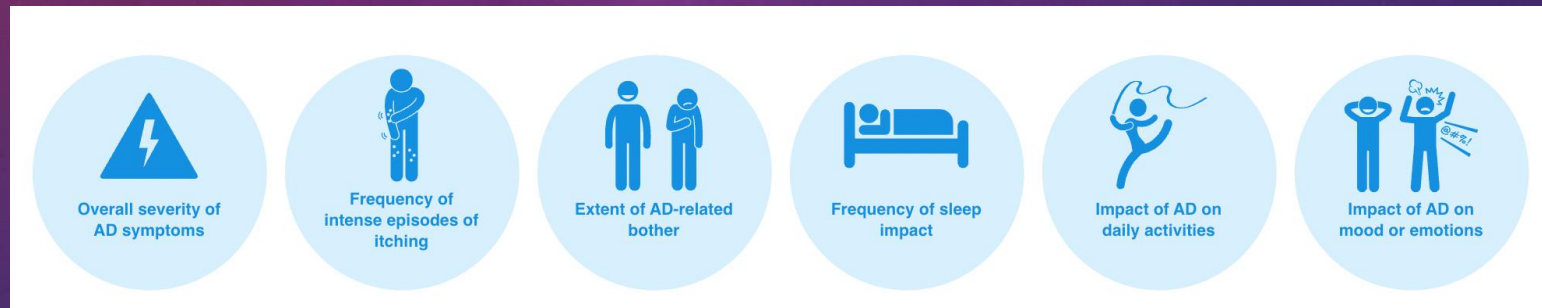 Overall severity of
AD symptoms
Frequency of
intense episodes of
itching
Extent of AD-related
bother
Frequency of sleep
impact
Impact of AD on
daily activities
@#%!
Impact of AD on
mood or emotions